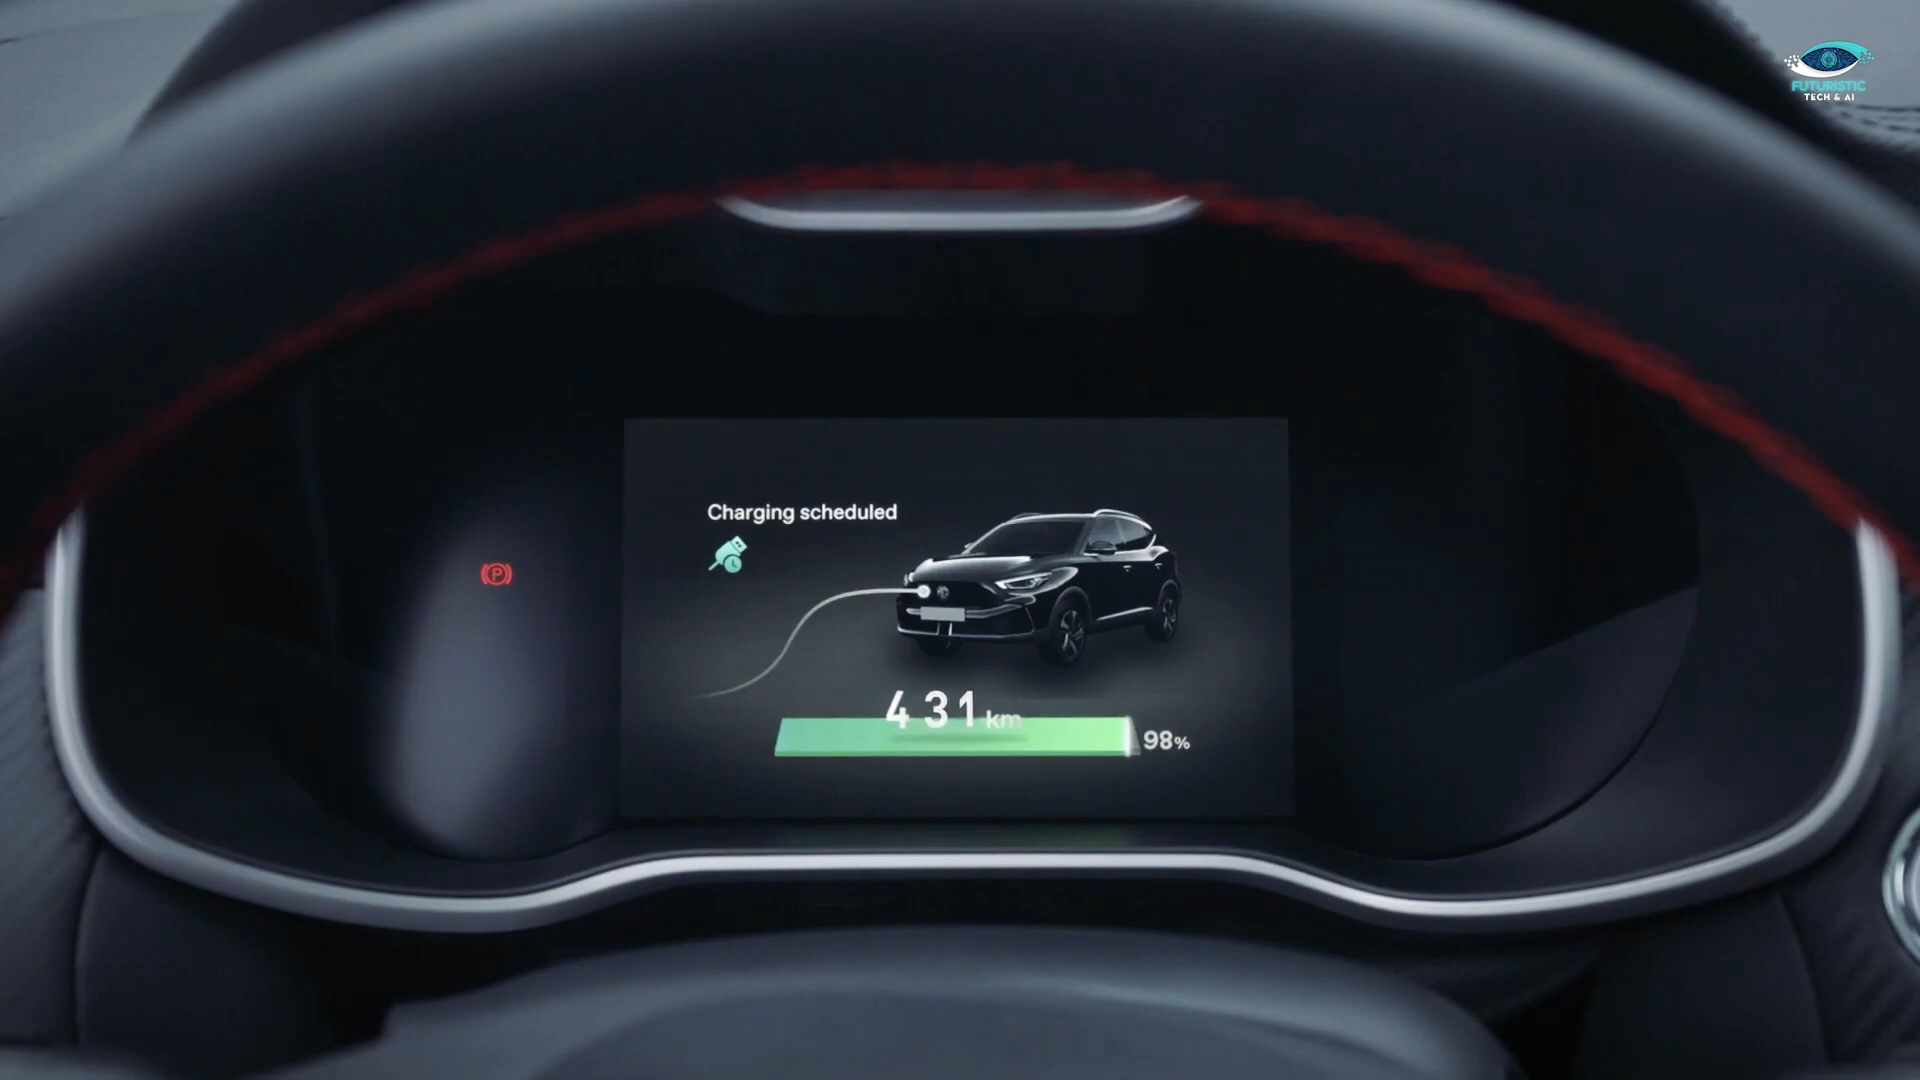 FUTURISTIC
TECH & AI
Charging scheduled
P
431 km
98%